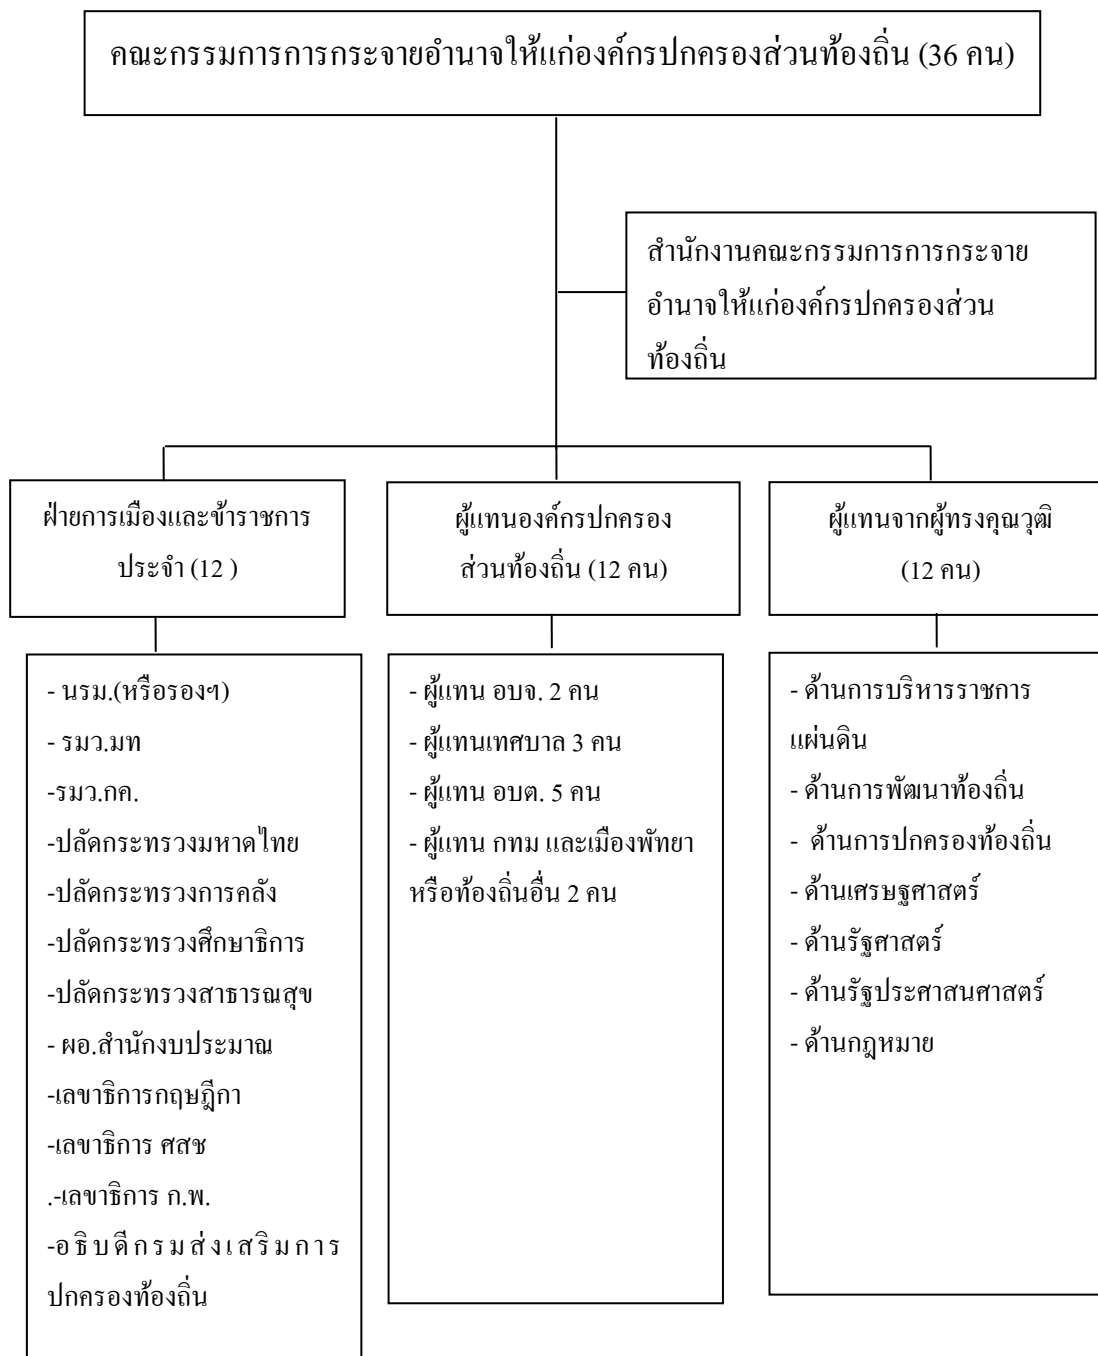 คณะกรรมการการกระจายอำนาจให้แก่องค์กรปกครองส่วนท้องถิ่น (36 คน)
สำนักงานคณะกรรมการการกระจาย
อำนาจให้แก่องค์กรปกครองส่วน
ท้องถิ่น
ฝ่ายการเมืองและข้าราชการ
ประจำ (12 )
ผู้แทนองค์กรปกครอง
ส่วนท้องถิ่น (12 คน)
ผู้แทนจากผู้ทรงคุณวุฒิ
(12 คน)
- นรม.(หรือรองฯ)
- รมว.มท
-รมว.กค.
-ปลัดกระทรวงมหาดไทย
-ปลัดกระทรวงการคลัง
-ปลัดกระทรวงศึกษาธิการ
-ปลัดกระทรวงสาธารณสุข
- ผอ.สำนักงบประมาณ
-เลขาธิการกฤษฎีกา
-เลขาธิการ ศสช
.-เลขาธิการ ก.พ.
-อธิบดีกรมส่งเสริมการ
ปกครองท้องถิ่น
- ผู้แทน อบจ. 2 คน
- ผู้แทนเทศบาล 3 คน
- ผู้แทน อบต. 5 คน
- ผู้แทน กทม และเมืองพัทยา
หรือท้องถิ่นอื่น 2 คน
- ด้านการบริหารราชการ
แผ่นดิน
- ด้านการพัฒนาท้องถิ่น
- ด้านการปกครองท้องถิ่น
- ด้านเศรษฐศาสตร์
- ด้านรัฐศาสตร์
- ด้านรัฐประศาสนศาสตร์
- ด้านกฎหมาย